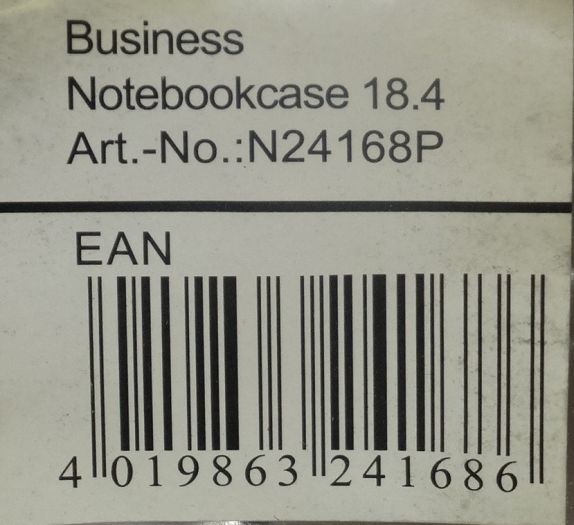 Business
Notebookcase 18.4
Art.-No.:N24168P
EAN
4 019863 241686